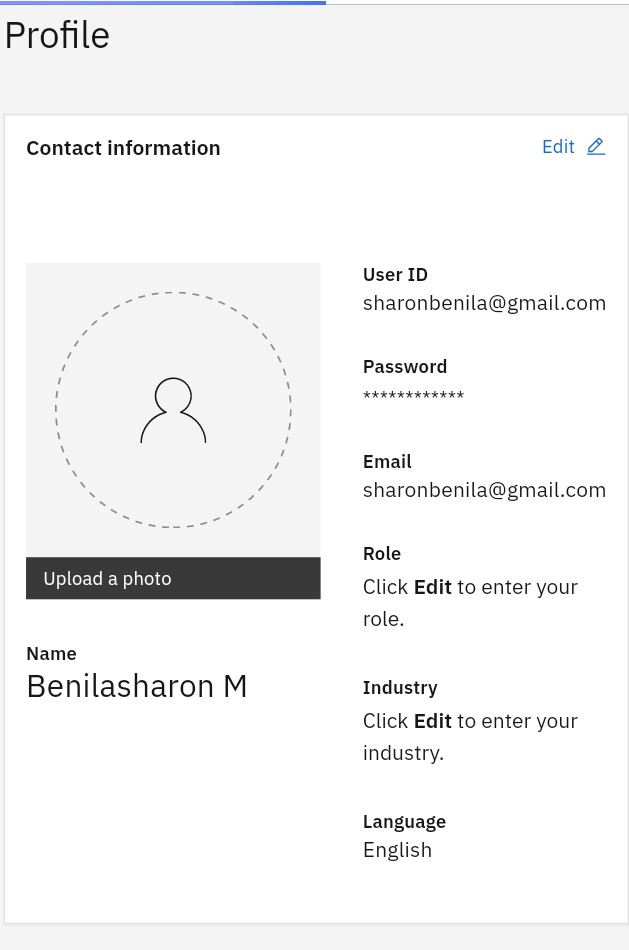 Profile
Contact information
Edit
Upload a photo
Name
Benilasharon M
User ID
sharonbenila@gmail.com
Password
************
Email
sharonbenila@gmail.com
Role
Click Edit to enter your
role.
Industry
Click Edit to enter your
industry.
Language
English